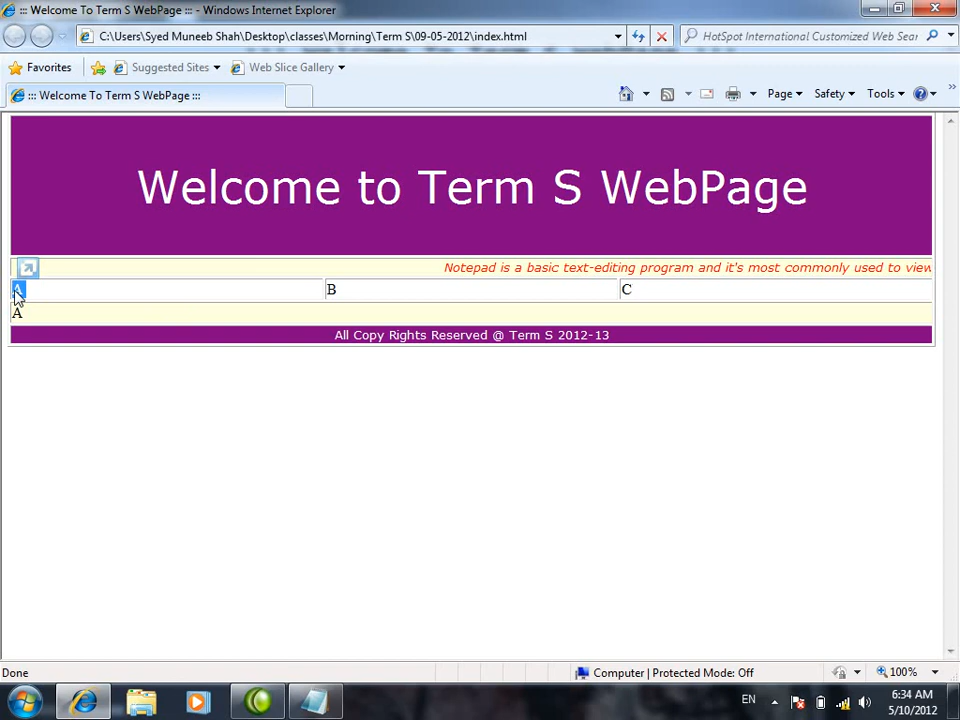 ::: Welcome To Term S WebPage ::: - Windows Internet Explorer
C:\Users\Syed Muneeb Shah\Desktop\classes\Morning\Term S\09-05-2012\index.html
HotSpot International Customized Web Sear
Favorites
Suggested Sites
Web Slice Gallery
::: Welcome To Term S WebPage :::
Page
Safety
Tools
Welcome to Term S WebPage
Notepad is a basic text-editing program and it's most commonly used to view
A B C
A
All Copy Rights Reserved @ Term S 2012-13
Done
Computer | Protected Mode: Off
100%
EN
6:34 AM
5/10/2012